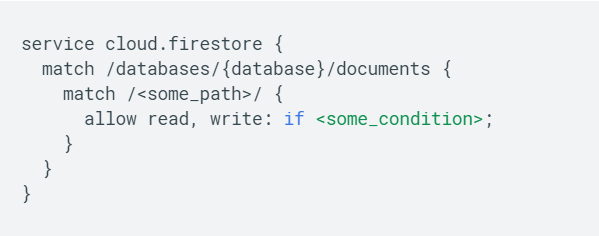 service cloud.firestore {
  match /databases/{database}/documents {
    match /<some_path>/ {
      allow read, write: if <some_condition>;
    }
  }
}